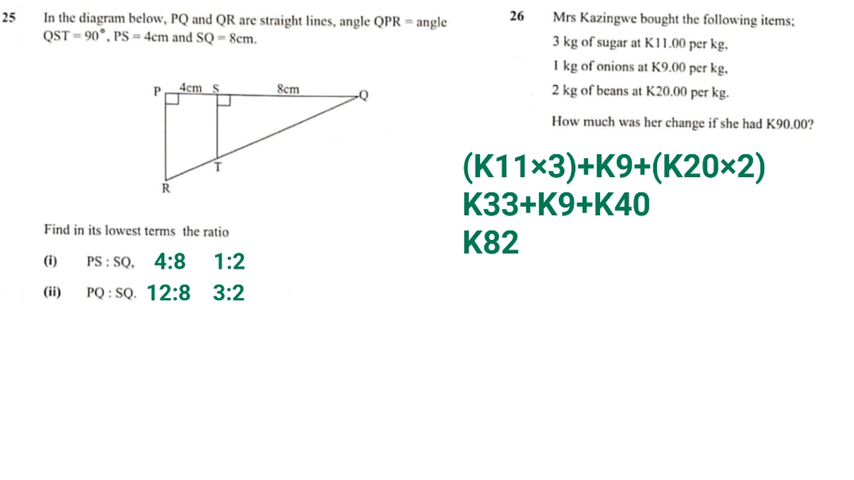 25 In the diagram below, PQ and QR are straight lines, angle QPR = angle
QST = 90°, PS = 4cm and SQ = 8cm.
P 4cm S 8cm Q
T
R
Find in its lowest terms the ratio
(i) PS : SQ, 4:8 1:2
(ii) PQ : SQ. 12:8 3:2
26 Mrs Kazingwe bought the following items;
3 kg of sugar at K11.00 per kg,
1 kg of onions at K9.00 per kg,
2 kg of beans at K20.00 per kg.
How much was her change if she had K90.00?
(K11×3)+K9+(K20×2)
K33+K9+K40
K82